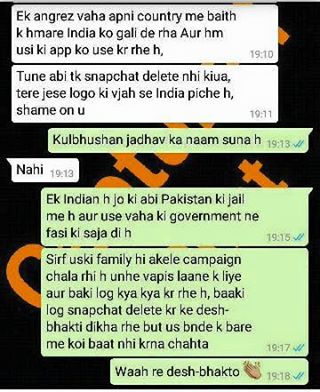 Ek angrez vaha apni country me baith
k hmare India ko gali de rha Aur hm
usi ki app ko use kr rhe h,
19:10
Tune abi tk snapchat delete nhi kiua,
tere jese logo ki vjah se India piche h,
shame on u
19:11
Kulbhushan jadhav ka naam suna h 19:13
Nahi 19:13
Ek Indian h jo ki abi Pakistan ki jail
me h aur use vaha ki government ne
fasi ki saja di h
19:15
Sirf uski family hi akele campaign
chala rhi h unhe vapis laane k liye
aur baki log kya kya kr rhe h, baaki
log snapchat delete kr ke desh-
bhakti dikha rhe but us bnde k bare
me koi baat nhi krna chahta
19:17
Waah re desh-bhakto 👏 19:18